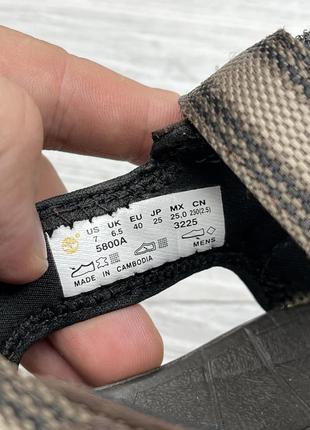 US UK EU JP MX CN
7 6.5 40 25 25.0 230(2.5)
5800A 3225
MENS
MADE IN CAMBODIA